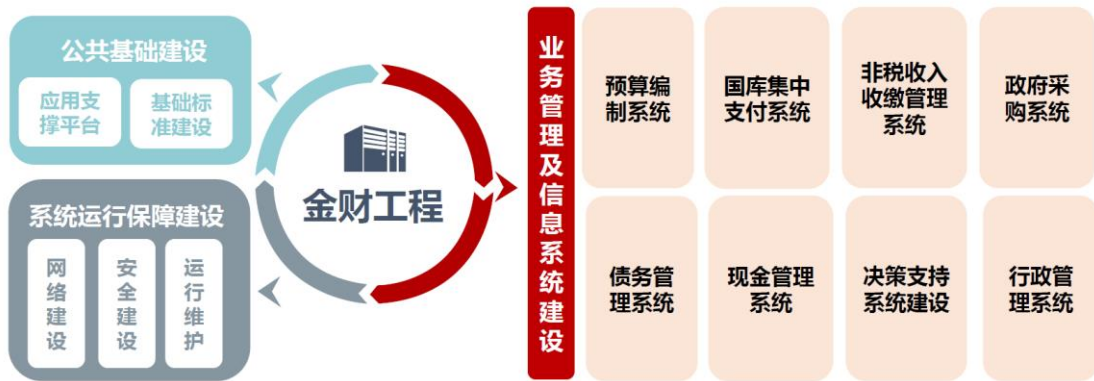 公共基础建设
应用支
撑平台
基础标
准建设
系统运行保障建设
网络建设
安全建设
运行维护
金财工程
业务管理及信息系统建设
预算编
制系统
国库集中
支付系统
非税收入
收缴管理
系统
政府采
购系统
债务管
理系统
现金管理
系统
决策支持
系统建设
行政管
理系统